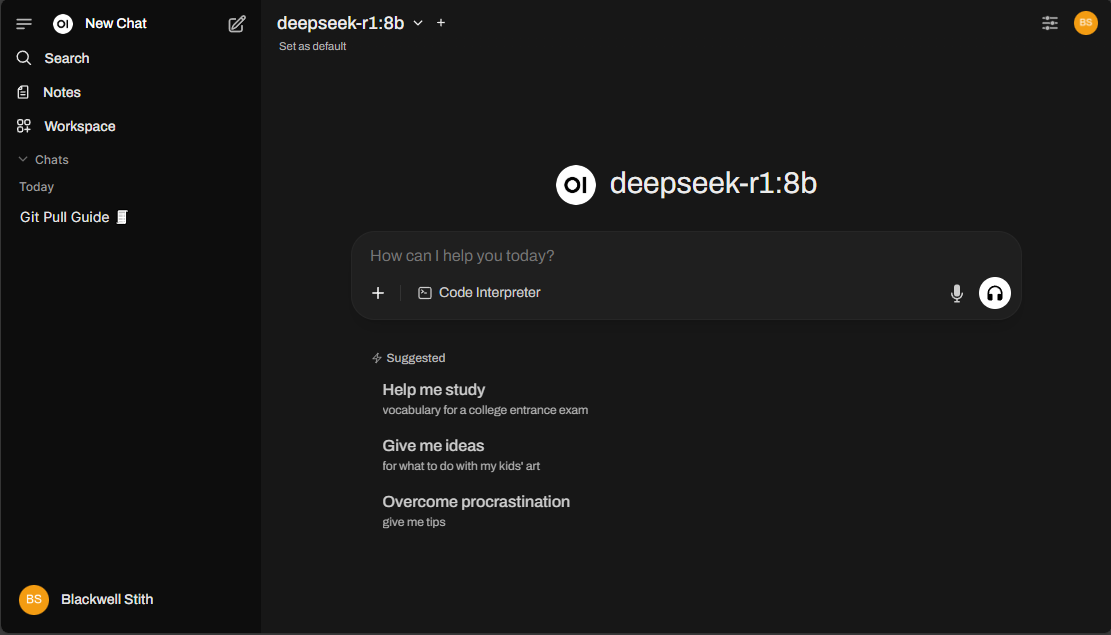 OI New Chat
Search
Notes
Workspace
Chats
Today
Git Pull Guide
BS Blackwell Stith
deepseek-r1:8b
Set as default
BS
OI deepseek-r1:8b
How can I help you today?
Code Interpreter
Suggested
Help me study
vocabulary for a college entrance exam
Give me ideas
for what to do with my kids' art
Overcome procrastination
give me tips